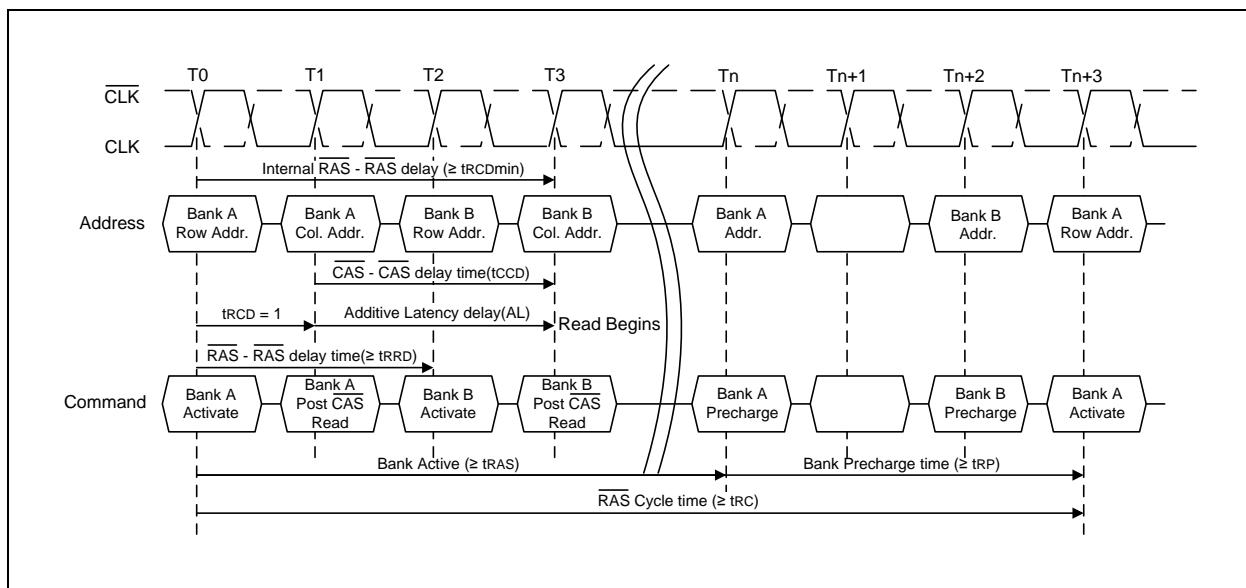 T0 T1 T2 T3 Tn Tn+1 Tn+2 Tn+3
CLK
CLK
Internal RAS - RAS delay (≥ tRCDmin)
Address
Bank A
Row Addr.
Bank A
Col. Addr.
Bank B
Row Addr.
Bank B
Col. Addr.
Bank A
Addr.
Bank B
Addr.
Bank A
Row Addr.
CAS - CAS delay time(tCCD)
tRCD = 1
Additive Latency delay(AL)
Read Begins
RAS - RAS delay time(≥ tRRD)
Command
Bank A
Activate
Bank A
Post CAS
Read
Bank B
Activate
Bank B
Post CAS
Read
Bank A
Precharge
Bank B
Precharge
Bank A
Activate
Bank Active (≥ tRAS)
Bank Precharge time (≥ tRP)
RAS Cycle time (≥ tRC)